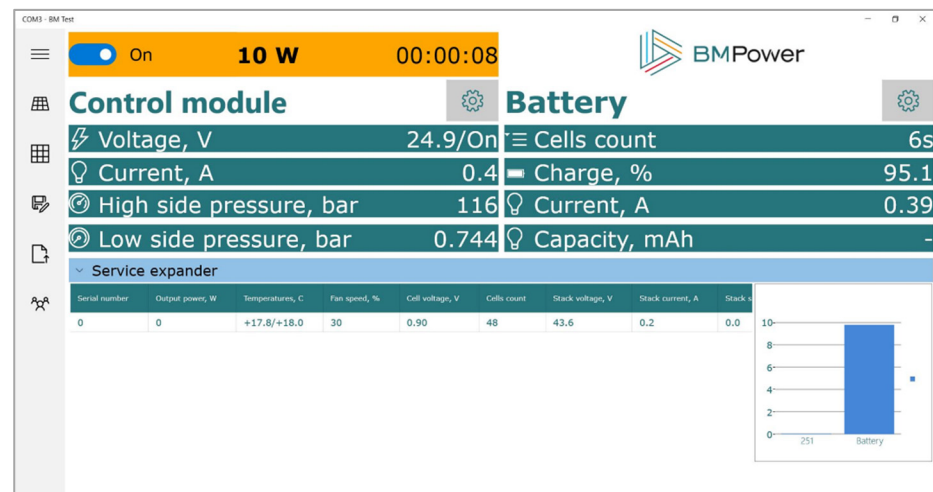 COM3 - BM Test
On 10 W 00:00:08 BMPower
Control module Battery
Voltage, V 24.9/On Cells count 6s
Current, A 0.4 Charge, % 95.1
High side pressure, bar 116 Current, A 0.39
Low side pressure, bar 0.744 Capacity, mAh -
Service expander
Serial number Output power, W Temperatures, C Fan speed, % Cell voltage, V Cells count Stack voltage, V Stack current, A Stack s
0 0 +17.8/+18.0 30 0.90 48 43.6 0.2 0.0
10
8
6
4
2
0
251 Battery